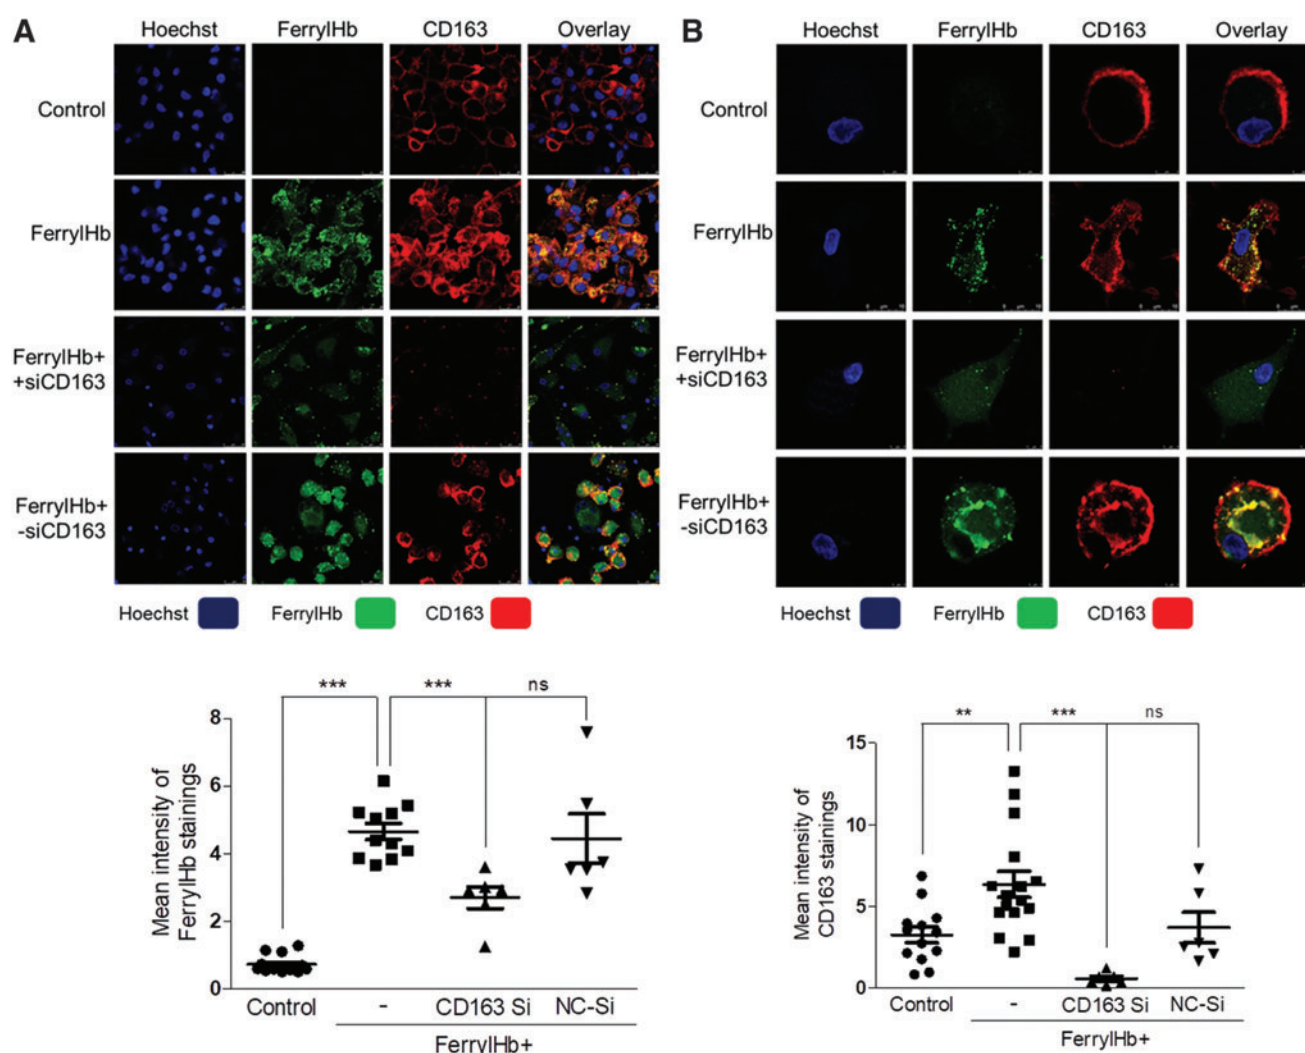 A
Hoechst FerrylHb CD163 Overlay
Control
FerrylHb
FerrylHb+
+siCD163
FerrylHb+
-siCD163
Hoechst FerrylHb CD163
B
Hoechst FerrylHb CD163 Overlay
Control
FerrylHb
FerrylHb+
+siCD163
FerrylHb+
-siCD163
Hoechst FerrylHb CD163
*** *** ns
Mean intensity of
FerrylHb stainings
8
6
4
2
0
Control - CD163 Si NC-Si
FerrylHb+
** *** ns
Mean intensity of
CD163 stainings
15
10
5
0
Control - CD163 Si NC-Si
FerrylHb+